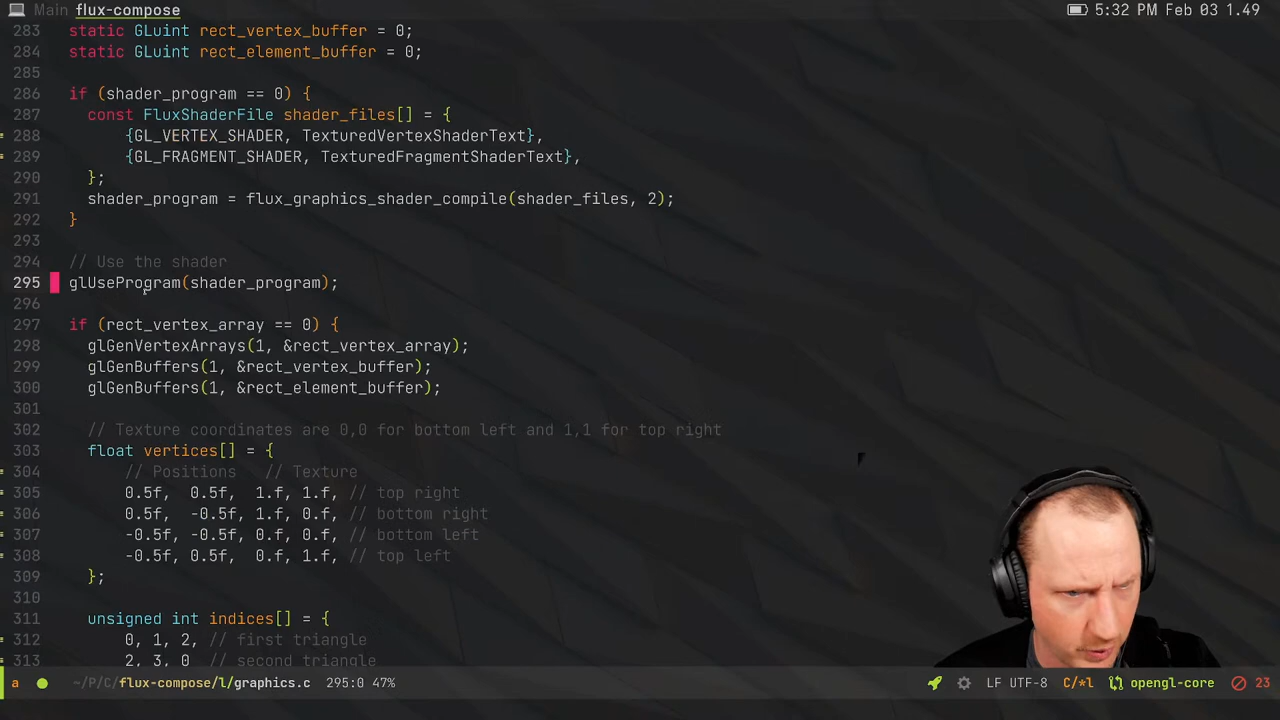 Main flux-compose 5:32 PM Feb 03 1.49
283 static GLuint rect_vertex_buffer = 0;
284 static GLuint rect_element_buffer = 0;
285
286 if (shader_program == 0) {
287 const FluxShaderFile shader_files[] = {
288 {GL_VERTEX_SHADER, TexturedVertexShaderText},
289 {GL_FRAGMENT_SHADER, TexturedFragmentShaderText},
290 };
291 shader_program = flux_graphics_shader_compile(shader_files, 2);
292 }
293
294 // Use the shader
295 glUseProgram(shader_program);
296
297 if (rect_vertex_array == 0) {
298 glGenVertexArrays(1, &rect_vertex_array);
299 glGenBuffers(1, &rect_vertex_buffer);
300 glGenBuffers(1, &rect_element_buffer);
301
302 // Texture coordinates are 0,0 for bottom left and 1,1 for top right
303 float vertices[] = {
304 // Positions // Texture
305 0.5f, 0.5f, 1.f, 1.f, // top right
306 0.5f, -0.5f, 1.f, 0.f, // bottom right
307 -0.5f, -0.5f, 0.f, 0.f, // bottom left
308 -0.5f, 0.5f, 0.f, 1.f, // top left
309 };
310
311 unsigned int indices[] = {
312 0, 1, 2, // first triangle
313 2, 3, 0 // second triangle
a ~/P/C/flux-compose/l/graphics.c 295:0 47% LF UTF-8 C/*l opengl-core 23